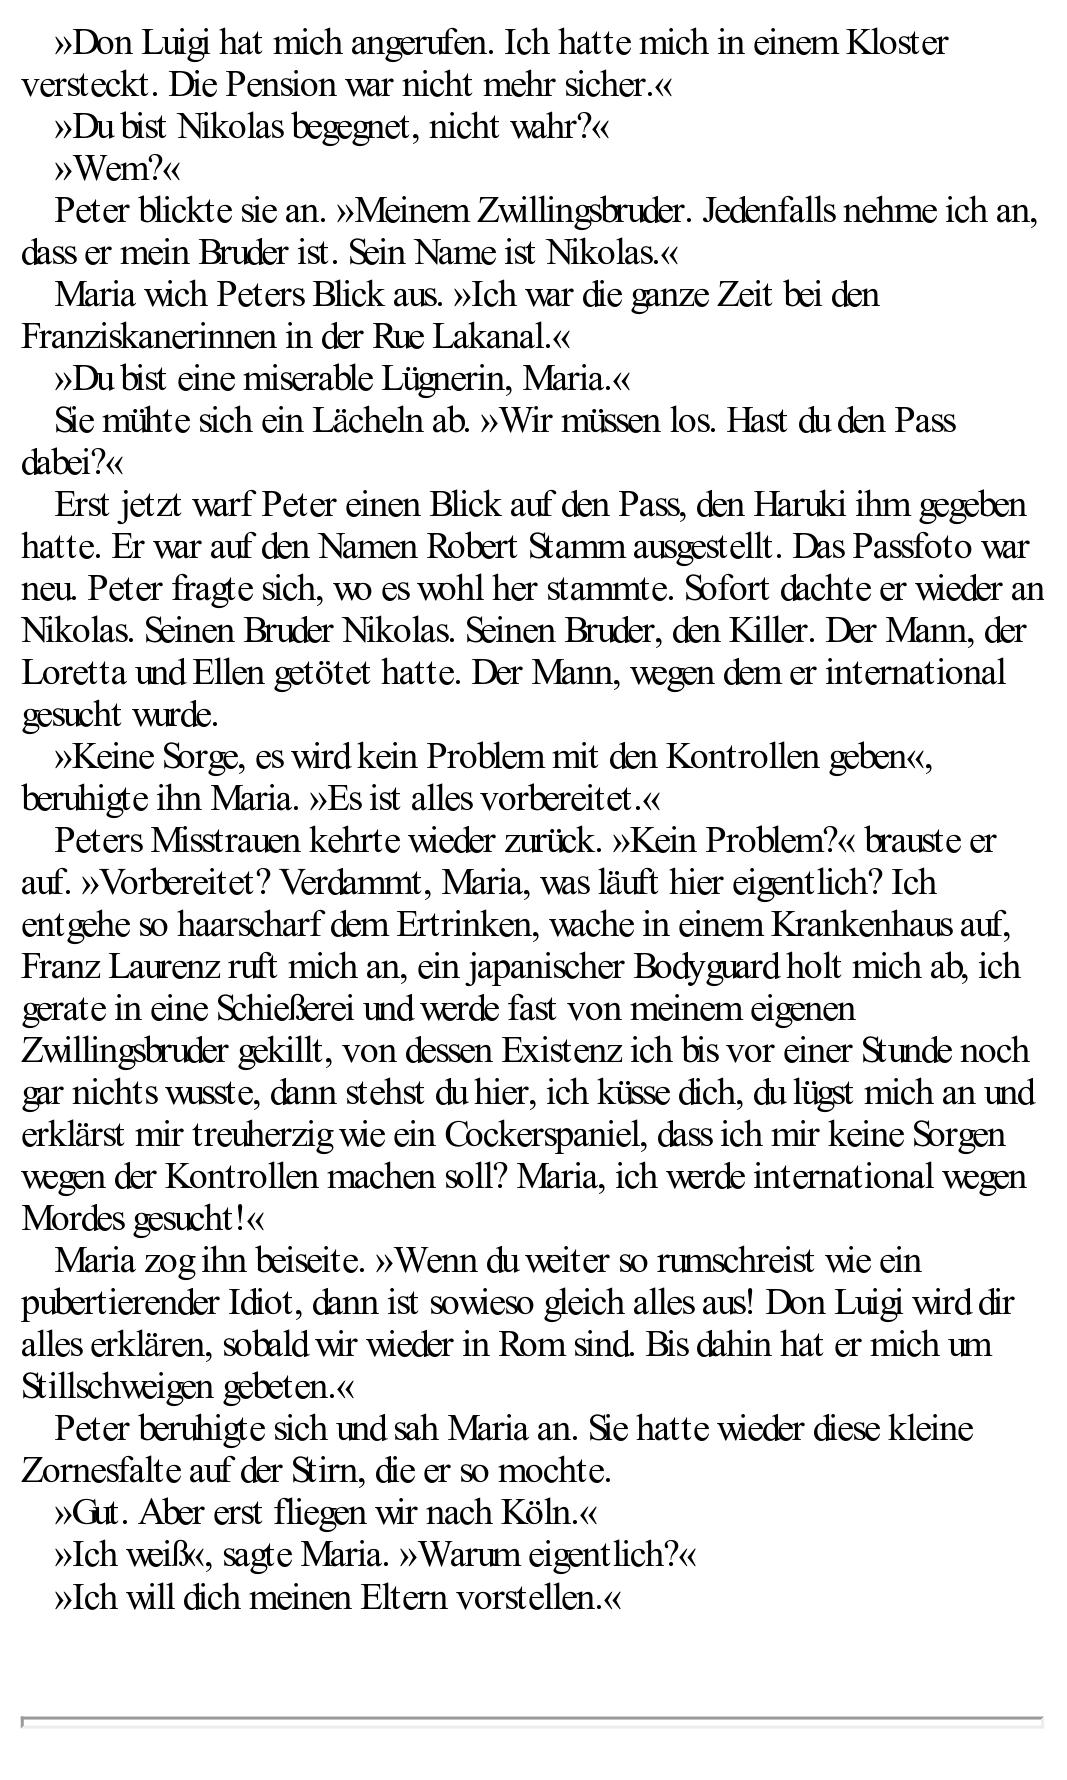 »Don Luigi hat mich angerufen. Ich hatte mich in einem Kloster
versteckt. Die Pension war nicht mehr sicher.«
»Du bist Nikolas begegnet, nicht wahr?«
»Wem?«
Peter blickte sie an. »Meinem Zwillingsbruder. Jedenfalls nehme ich an,
dass er mein Bruder ist. Sein Name ist Nikolas.«
Maria wich Peters Blick aus. »Ich war die ganze Zeit bei den
Franziskanerinnen in der Rue Lakanal.«
»Du bist eine miserable Lügnerin, Maria.«
Sie mühte sich ein Lächeln ab. »Wir müssen los. Hast du den Pass
dabei?«
Erst jetzt warf Peter einen Blick auf den Pass, den Haruki ihm gegeben
hatte. Er war auf den Namen Robert Stamm ausgestellt. Das Passfoto war
neu. Peter fragte sich, wo es wohl her stammte. Sofort dachte er wieder an
Nikolas. Seinen Bruder Nikolas. Seinen Bruder, den Killer. Der Mann, der
Loretta und Ellen getötet hatte. Der Mann, wegen dem er international
gesucht wurde.
»Keine Sorge, es wird kein Problem mit den Kontrollen geben«,
beruhigte ihn Maria. »Es ist alles vorbereitet.«
Peters Misstrauen kehrte wieder zurück. »Kein Problem?« brauste er
auf. »Vorbereitet? Verdammt, Maria, was läuft hier eigentlich? Ich
entgehe so haarscharf dem Ertrinken, wache in einem Krankenhaus auf,
Franz Laurenz ruft mich an, ein japanischer Bodyguard holt mich ab, ich
gerate in eine Schießerei und werde fast von meinem eigenen
Zwillingsbruder gekillt, von dessen Existenz ich bis vor einer Stunde noch
gar nichts wusste, dann stehst du hier, ich küsse dich, du lügst mich an und
erklärst mir treuherzig wie ein Cockerspaniel, dass ich mir keine Sorgen
wegen der Kontrollen machen soll? Maria, ich werde international wegen
Mordes gesucht!«
Maria zog ihn beiseite. »Wenn du weiter so rumschreist wie ein
pubertierender Idiot, dann ist sowieso gleich alles aus! Don Luigi wird dir
alles erklären, sobald wir wieder in Rom sind. Bis dahin hat er mich um
Stillschweigen gebeten.«
Peter beruhigte sich und sah Maria an. Sie hatte wieder diese kleine
Zornesfalte auf der Stirn, die er so mochte.
»Gut. Aber erst fliegen wir nach Köln.«
»Ich weiß«, sagte Maria. »Warum eigentlich?«
»Ich will dich meinen Eltern vorstellen.«